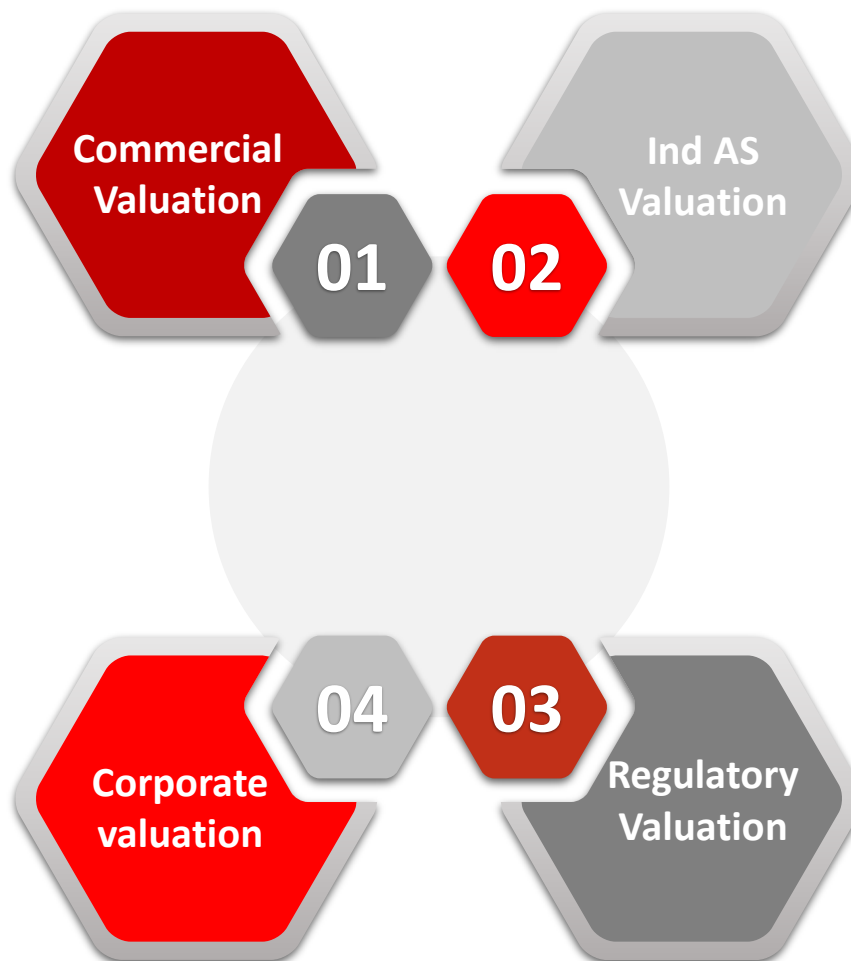 Commercial
Valuation
01
02
Ind AS
Valuation
04
Corporate
valuation
03
Regulatory
Valuation